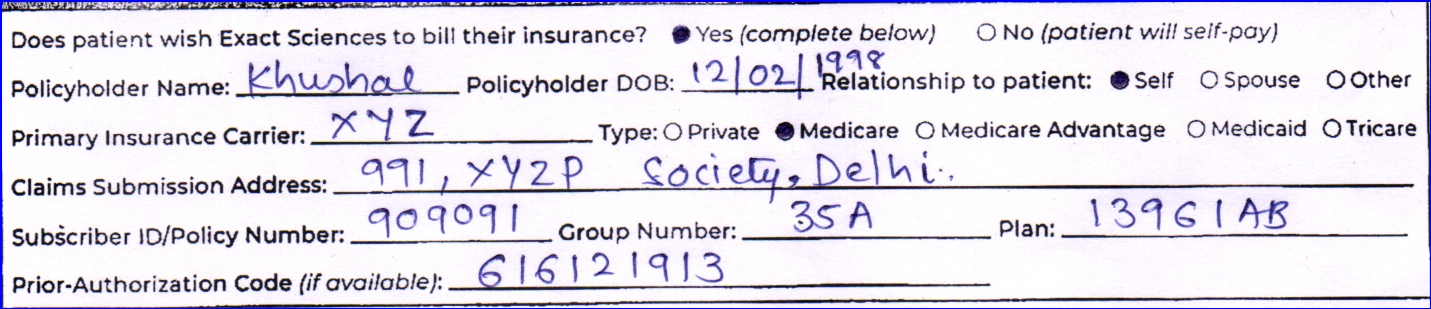 Does patient wish Exact Sciences to bill their insurance? ● Yes (complete below) ○ No (patient will self-pay)
Policyholder Name: Khushal Policyholder DOB: 12/02/1998 Relationship to patient: ● Self ○ Spouse ○ Other
Primary Insurance Carrier: XYZ Type: ○ Private ● Medicare ○ Medicare Advantage ○ Medicaid ○ Tricare
Claims Submission Address: 991, XYZP Society, Delhi.
Subscriber ID/Policy Number: 909091 Group Number: 35A Plan: 13961AB
Prior-Authorization Code (if available): 616121913